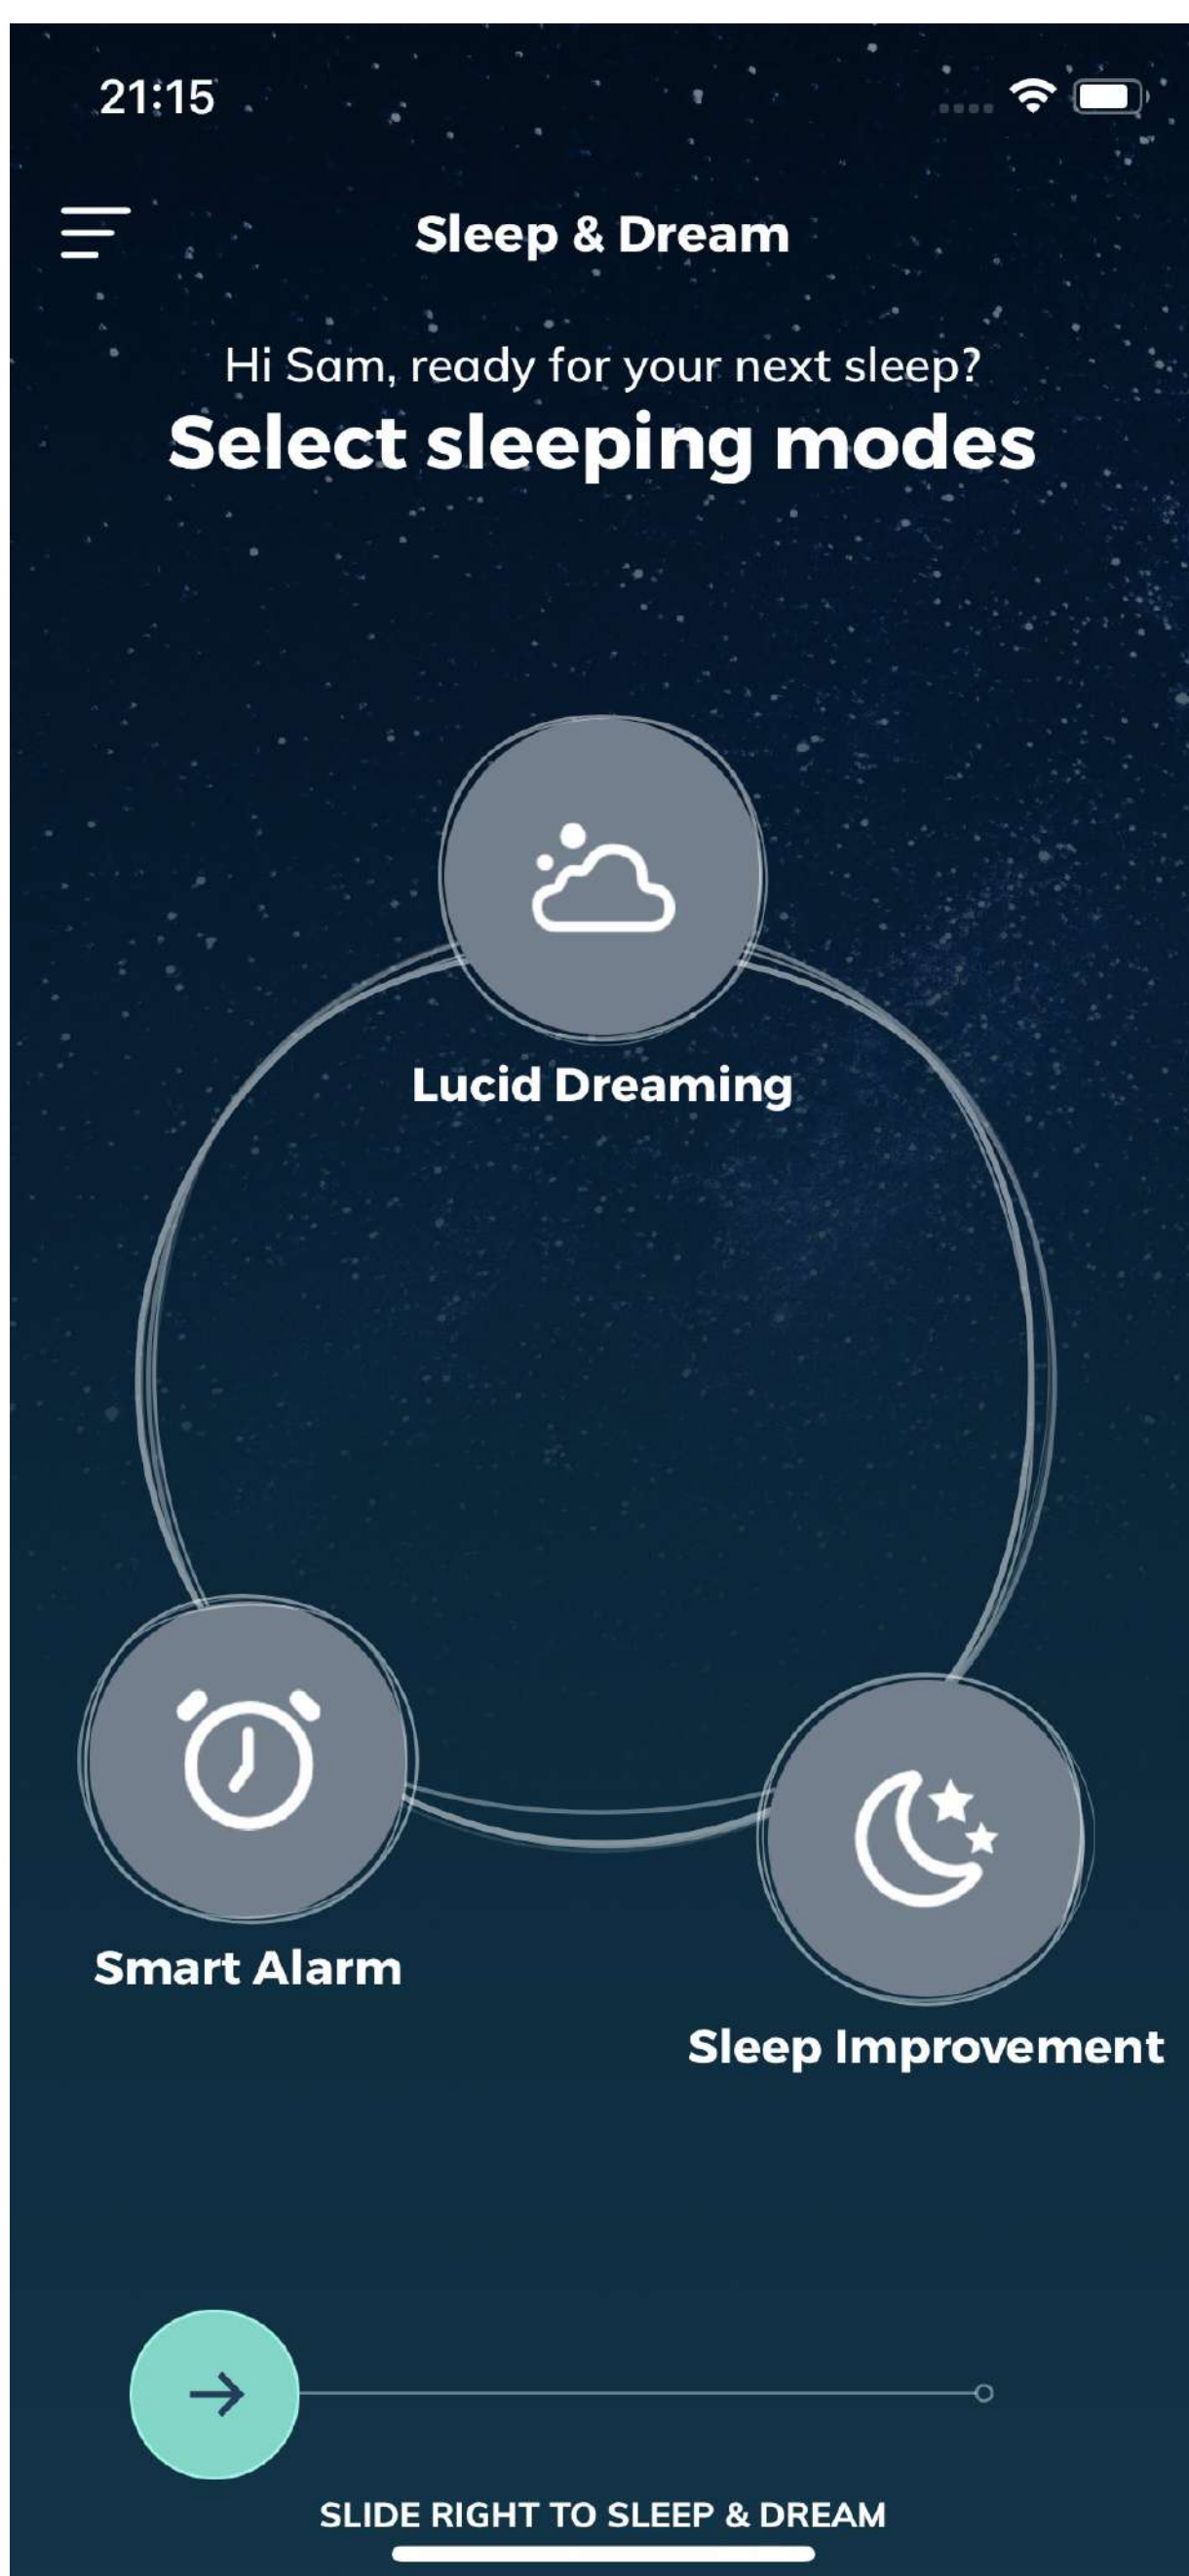 21:15
Sleep & Dream
Hi Sam, ready for your next sleep?
Select sleeping modes
Lucid Dreaming
Smart Alarm
Sleep Improvement
SLIDE RIGHT TO SLEEP & DREAM